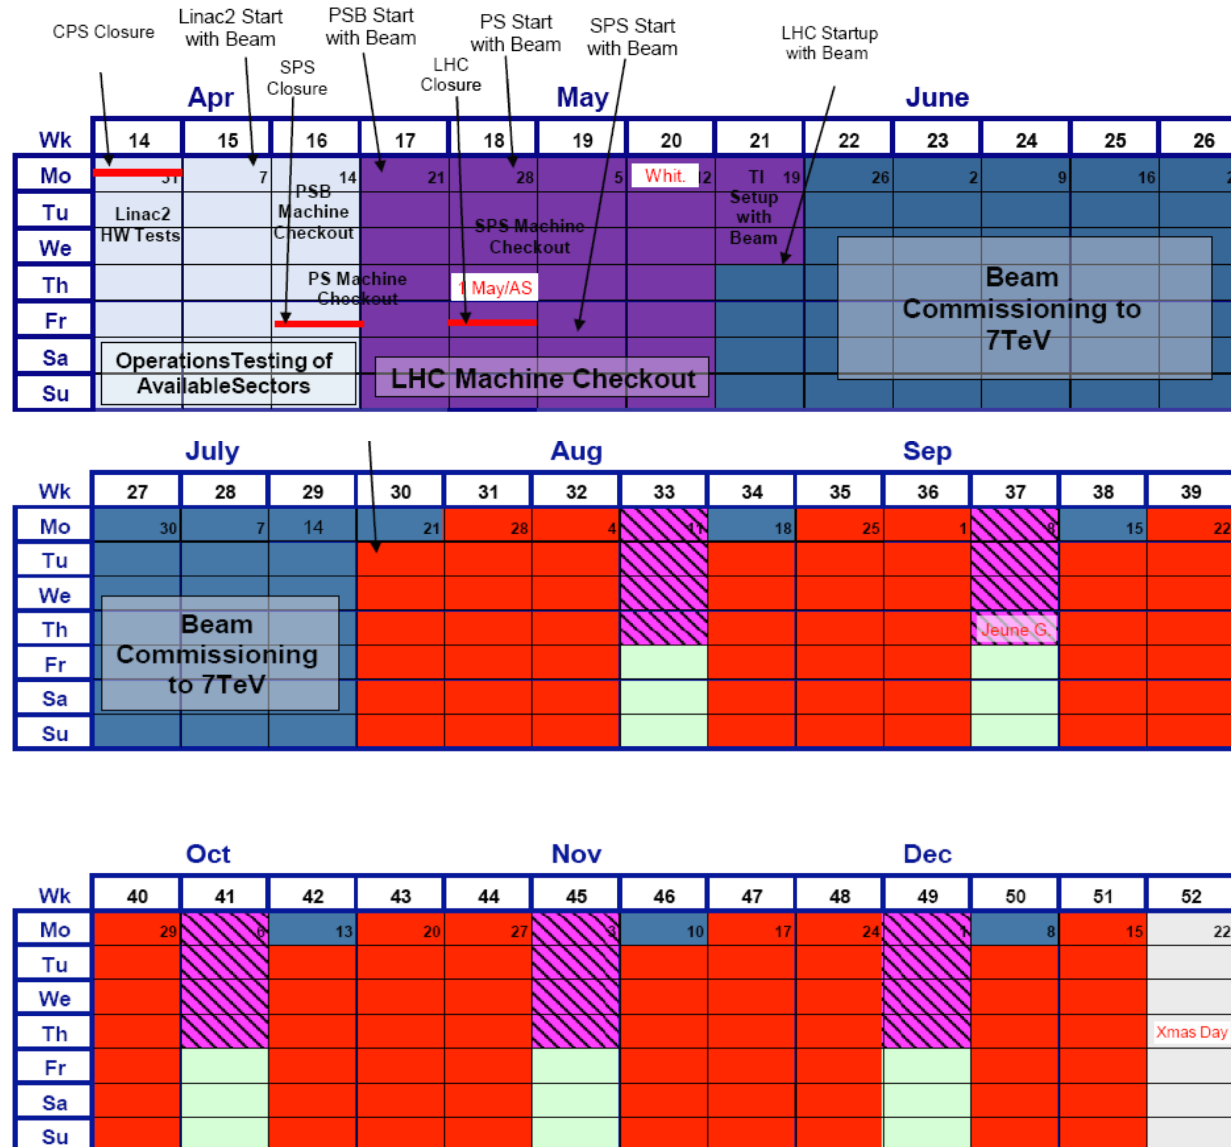 CPS Closure
Linac2 Start
with Beam
PSB Start
with Beam
PS Start
with Beam
SPS Start
with Beam
LHC Startup
with Beam
SPS
Closure
LHC
Closure
Apr May June
Wk 14 15 16 17 18 19 20 21 22 23 24 25 26
Mo 31 7 14 21 28 5 Whit. 12 19 26 2 9 16 2
Tu
We
Th
Fr
Sa
Su
Linac2
HW Tests
PSB
Machine
Checkout
PS Machine
Checkout
SPS Machine
Checkout
1 May/AS
TI
Setup
with
Beam
Beam
Commissioning to
7TeV
OperationsTesting of
AvailableSectors
LHC Machine Checkout
July Aug Sep
Wk 27 28 29 30 31 32 33 34 35 36 37 38 39
Mo 30 7 14 21 28 4 11 18 25 1 8 15 22
Tu
We
Th Jeune G.
Fr
Sa
Su
Beam
Commissioning
to 7TeV
Oct Nov Dec
Wk 40 41 42 43 44 45 46 47 48 49 50 51 52
Mo 29 6 13 20 27 3 10 17 24 1 8 15 22
Tu
We
Th Xmas Day
Fr
Sa
Su